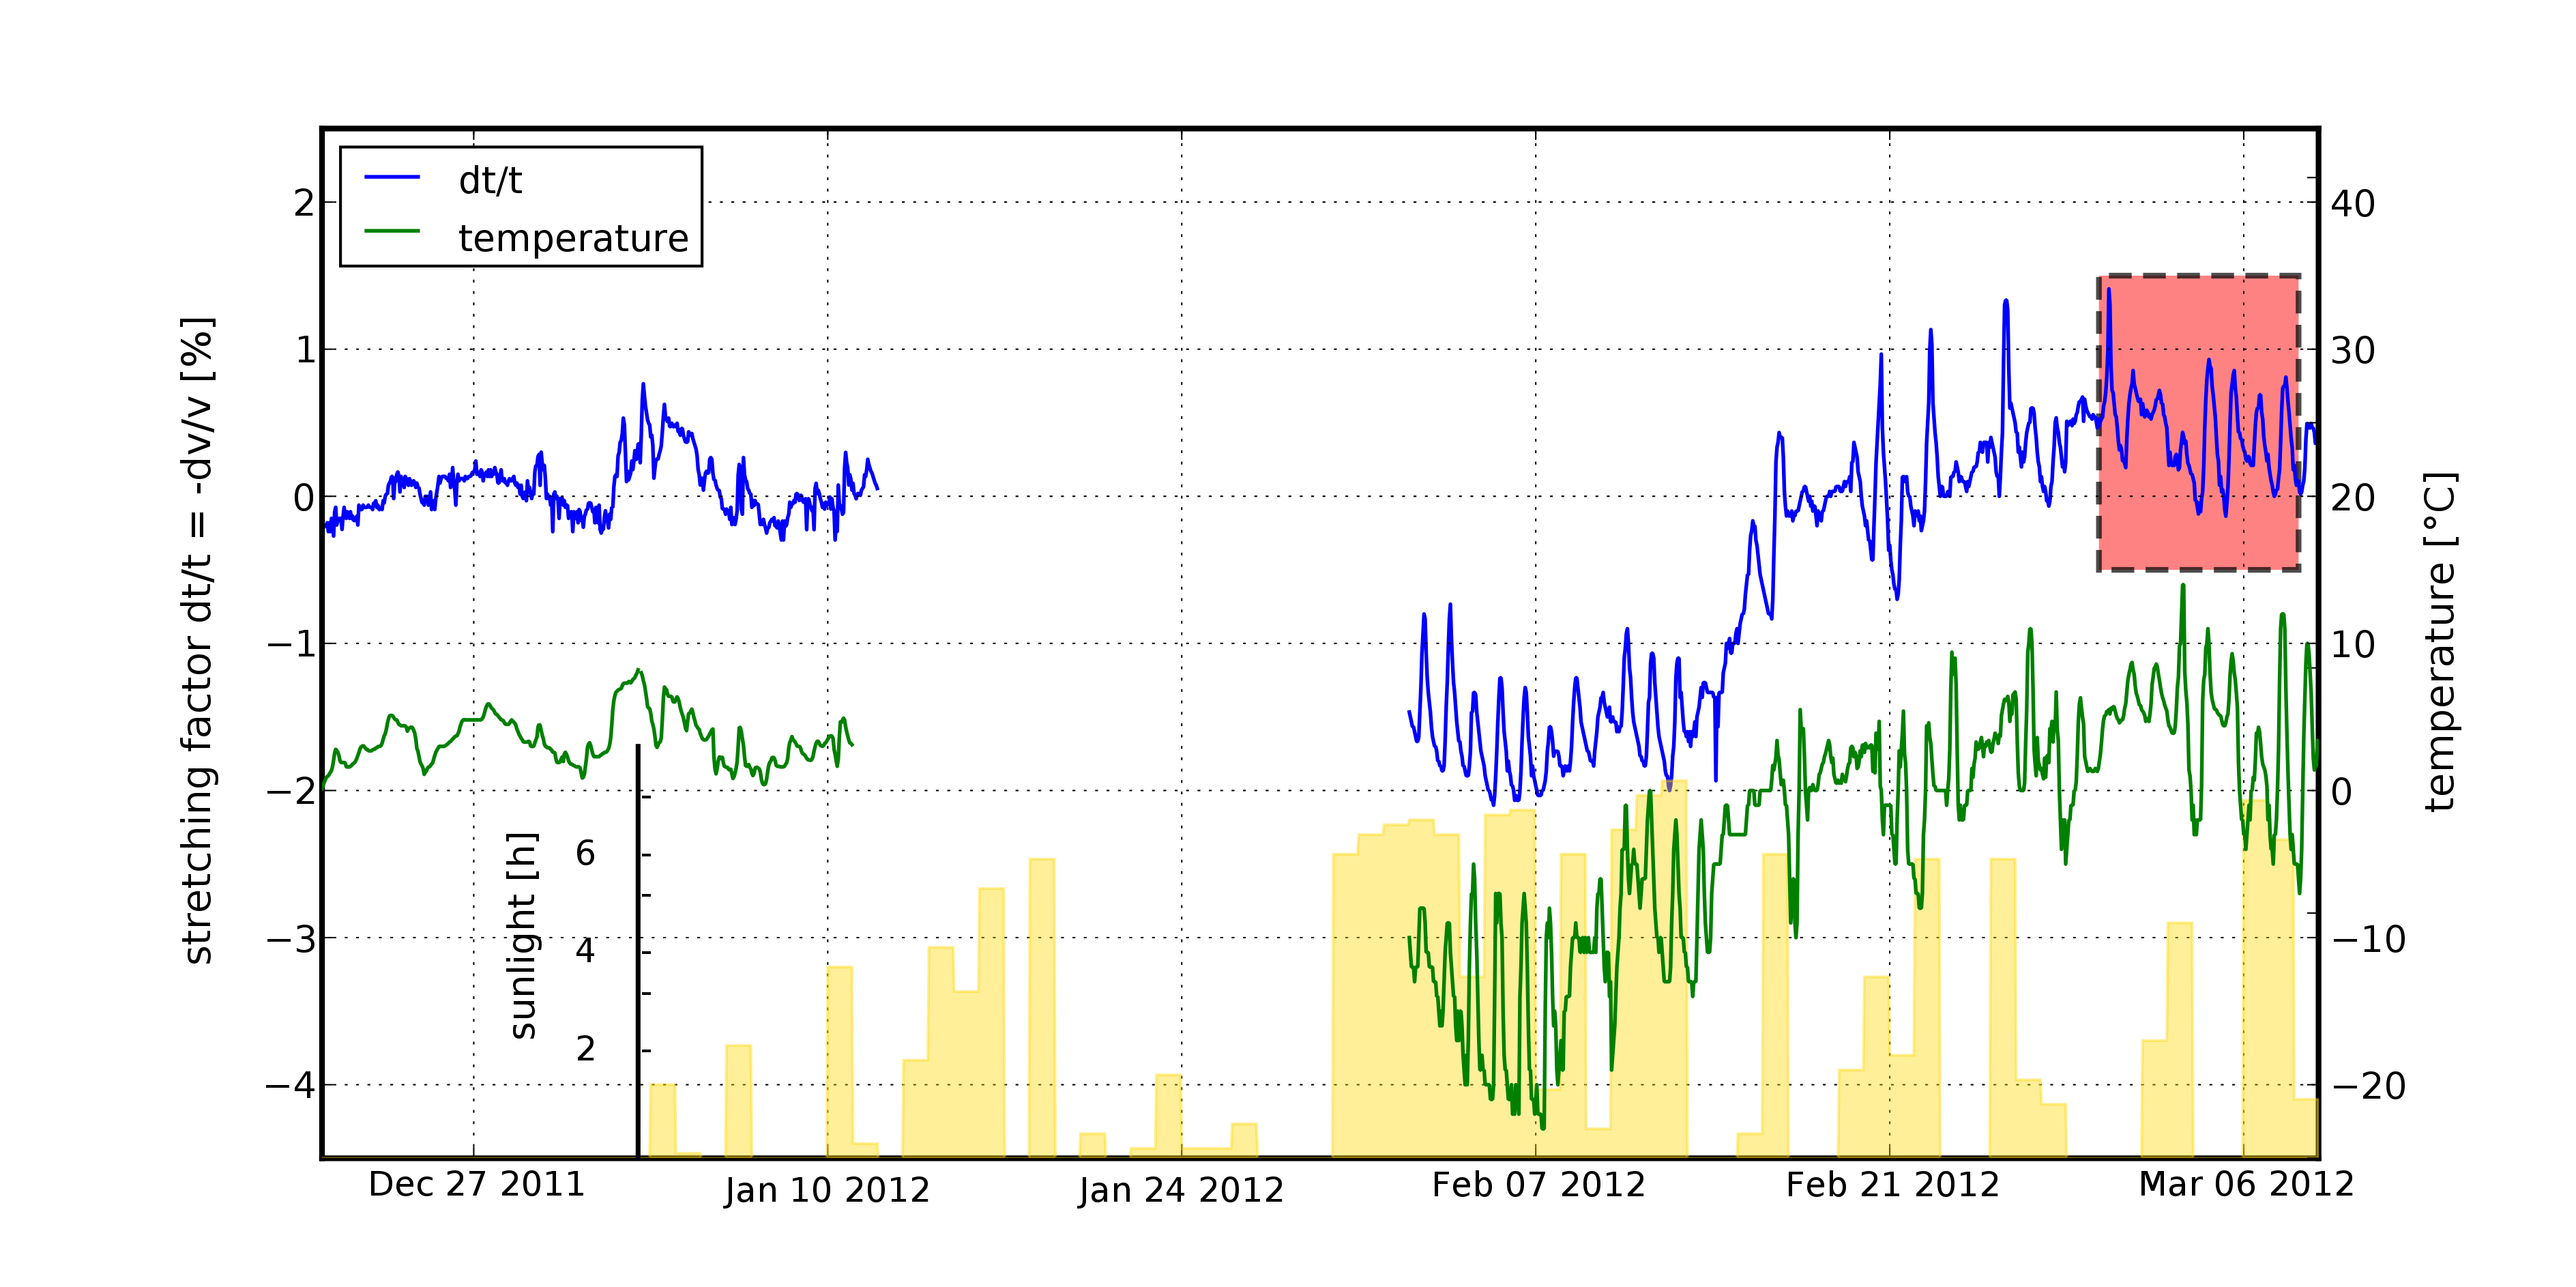 dt/t
temperature
stretching factor dt/t = -dv/v [%]
2
1
0
−1
−2
−3
−4
sunlight [h]
6
4
2
40
30
20
10
0
−10
−20
temperature [°C]
Dec 27 2011
Jan 10 2012
Jan 24 2012
Feb 07 2012
Feb 21 2012
Mar 06 2012